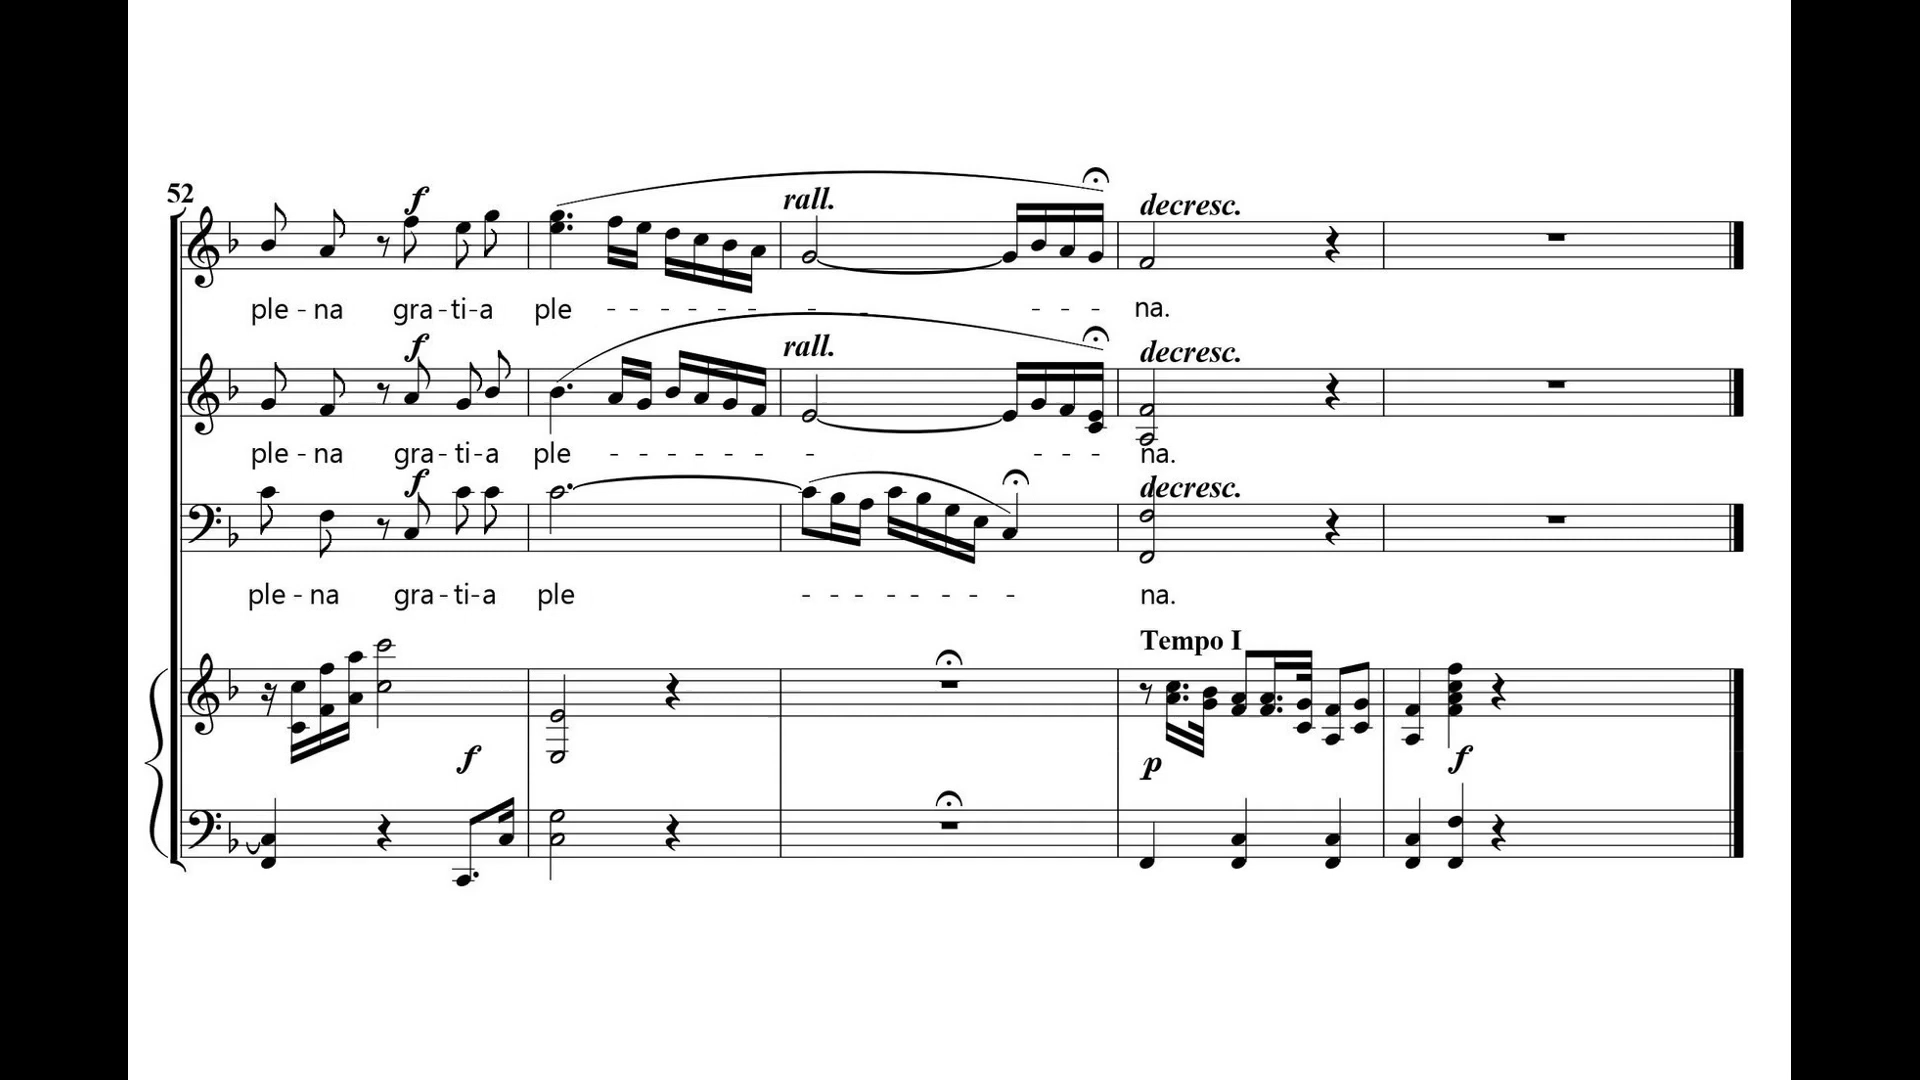 52
f rall. decresc.
ple - na gra - ti - a ple - - - - - - - - - - - na.
f rall. decresc.
ple - na gra - ti - a ple - - - - - - - - - - na.
f decresc.
ple - na gra - ti - a ple - - - - - na.
Tempo I
f p f